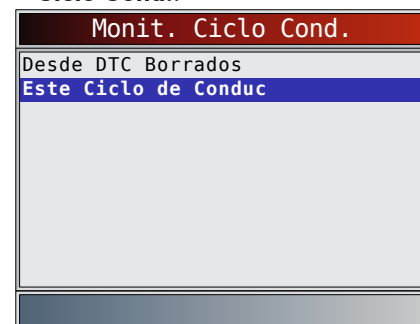 Monit. Ciclo Cond.
Desde DTC Borrados
Este Ciclo de Conduc